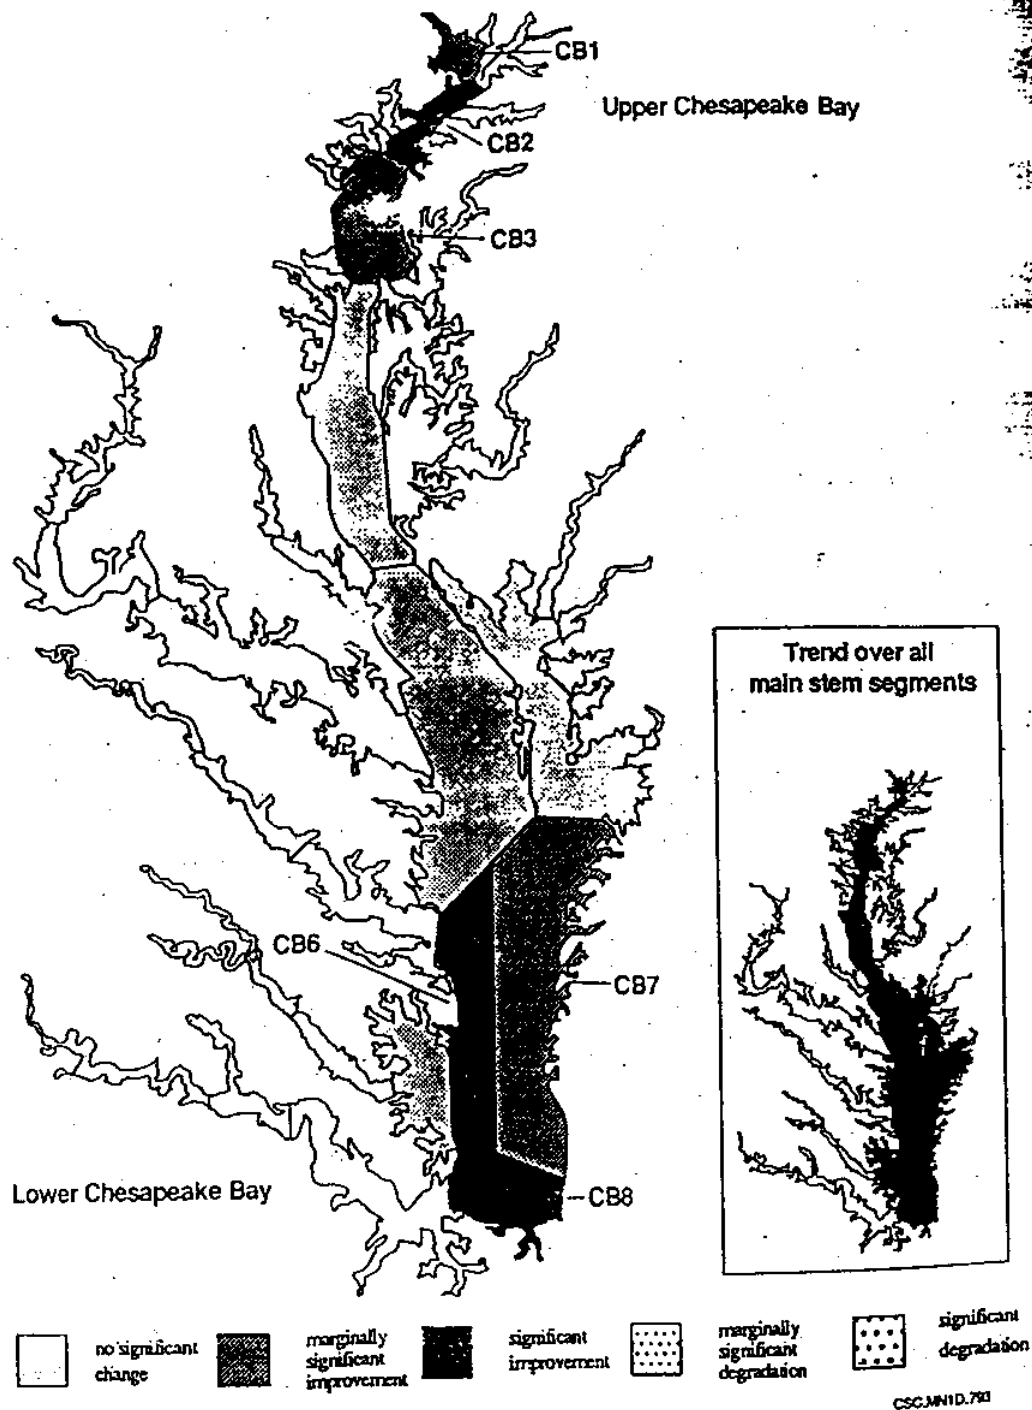 CB1
Upper Chesapeake Bay
CB2
CB3
Trend over all
main stem segments
CB6
CB7
Lower Chesapeake Bay
CB8
no significant
change
marginally
significant
improvement
significant
improvement
marginally
significant
degradation
significant
degradation
CSC.MN1D.793